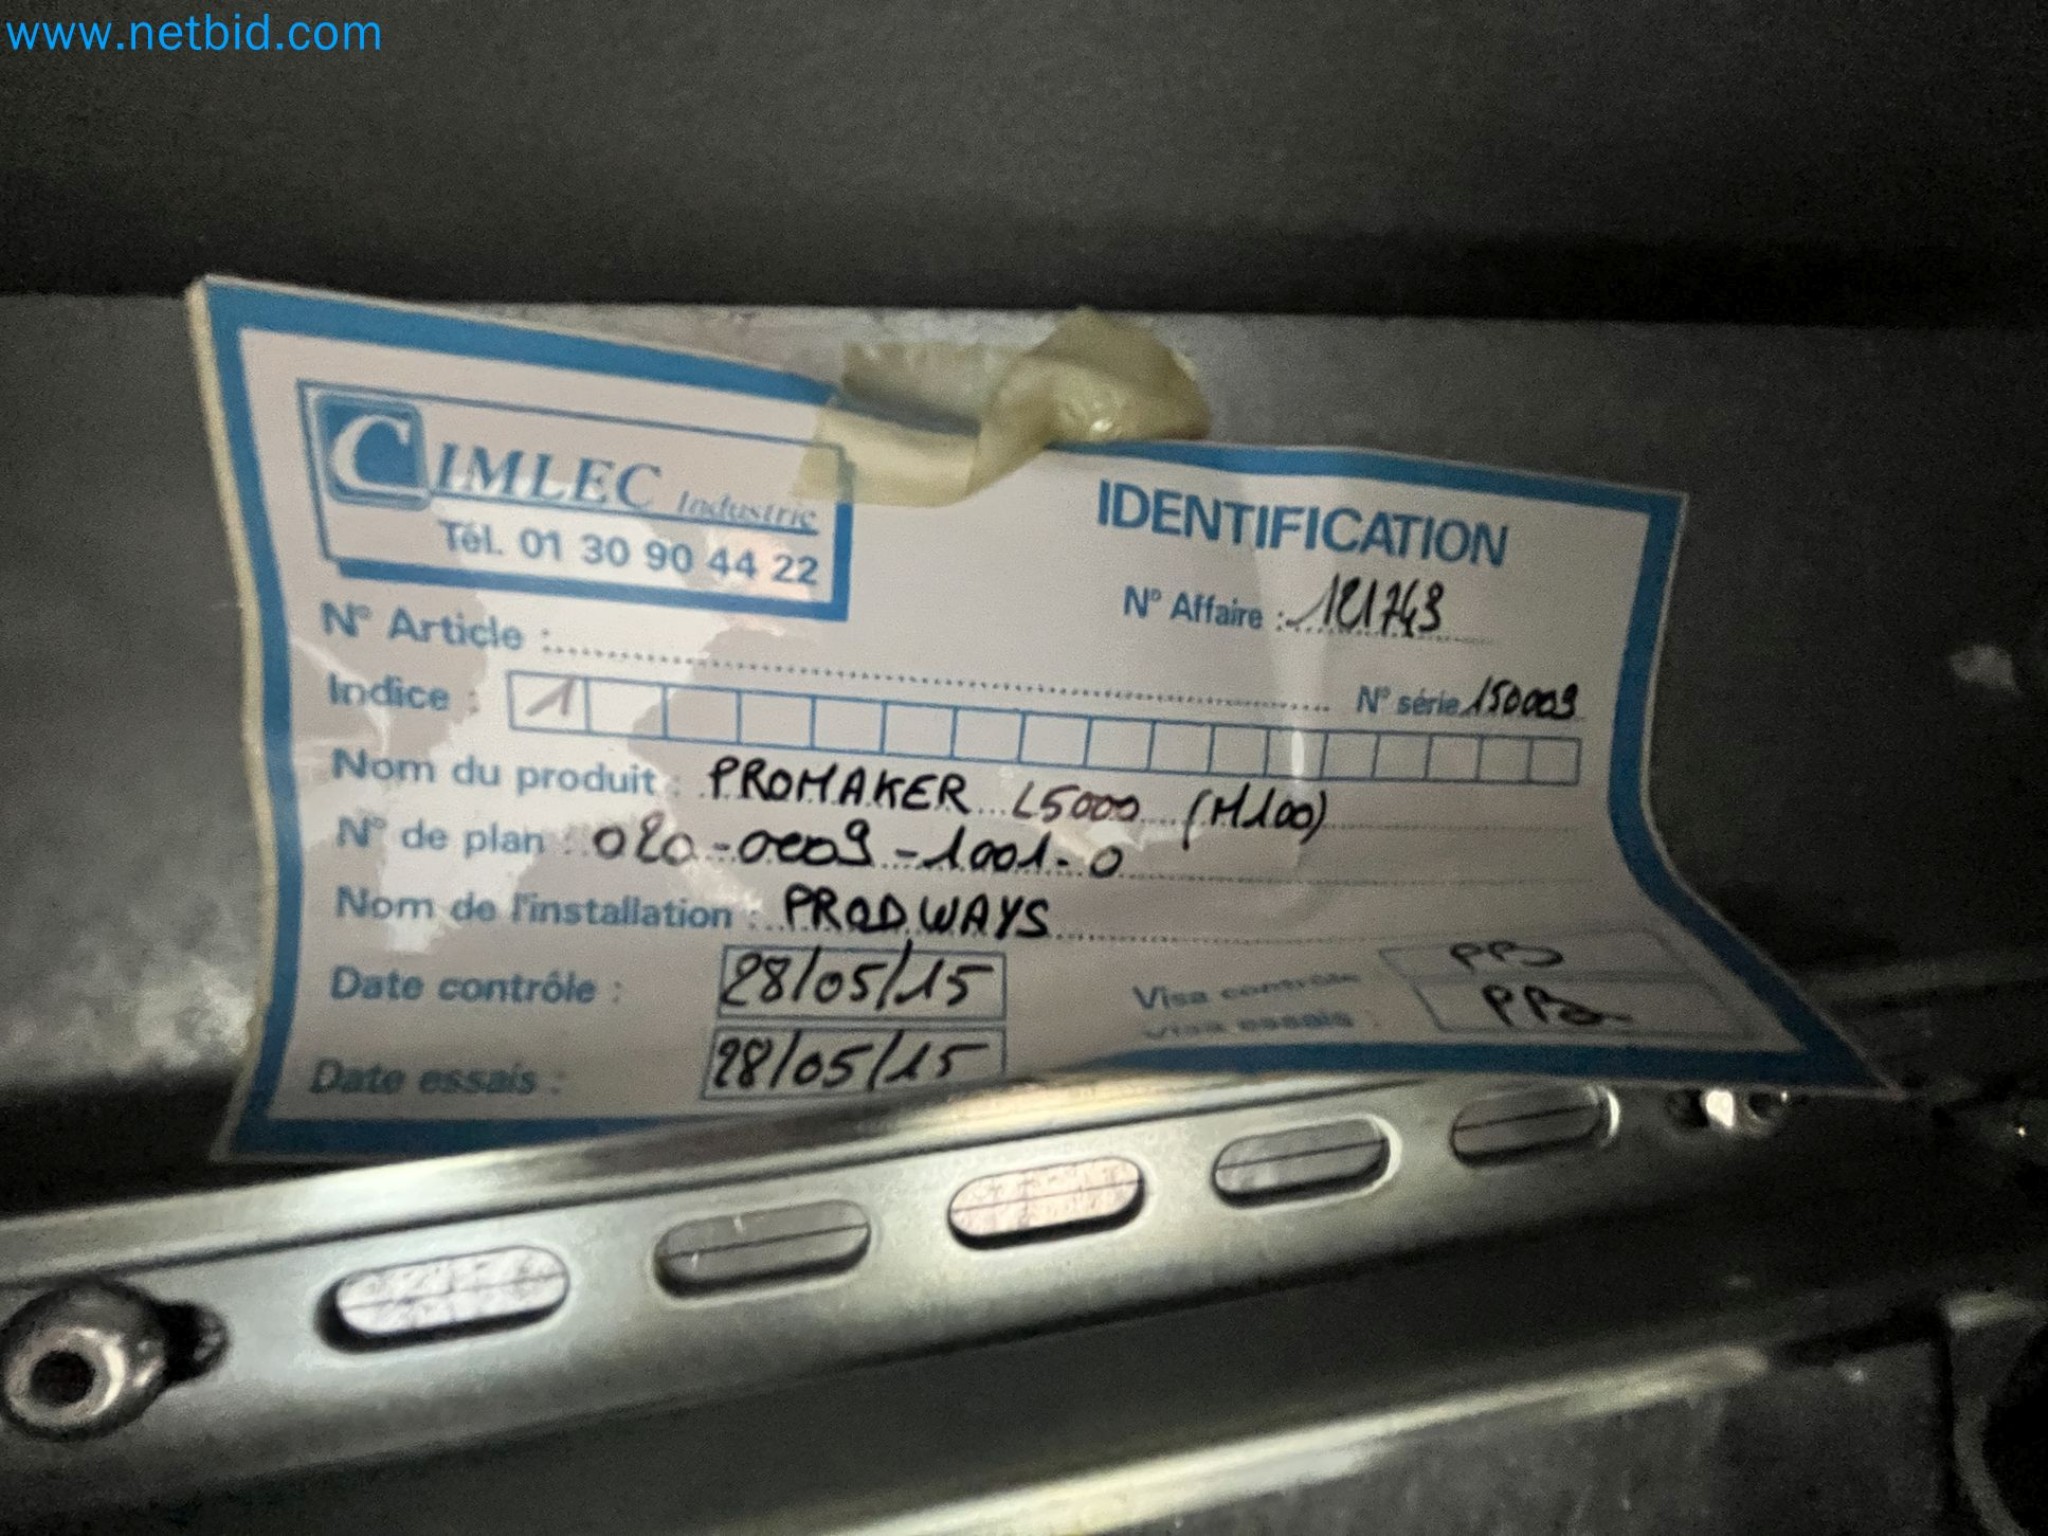 www.netbid.com
CIMLEC Industrie
Tél. 01 30 90 44 22
IDENTIFICATION
N° Affaire : 121743
N° Article :
N° série 150009
Indice : 1
Nom du produit : PROMAKER L5000 (M100)
N° de plan : 020-0009-1001-0
Nom de l'installation : PRODWAYS
Date contrôle : 28/05/15
Visa contrôle
Date essais : 28/05/15
Visa essais :